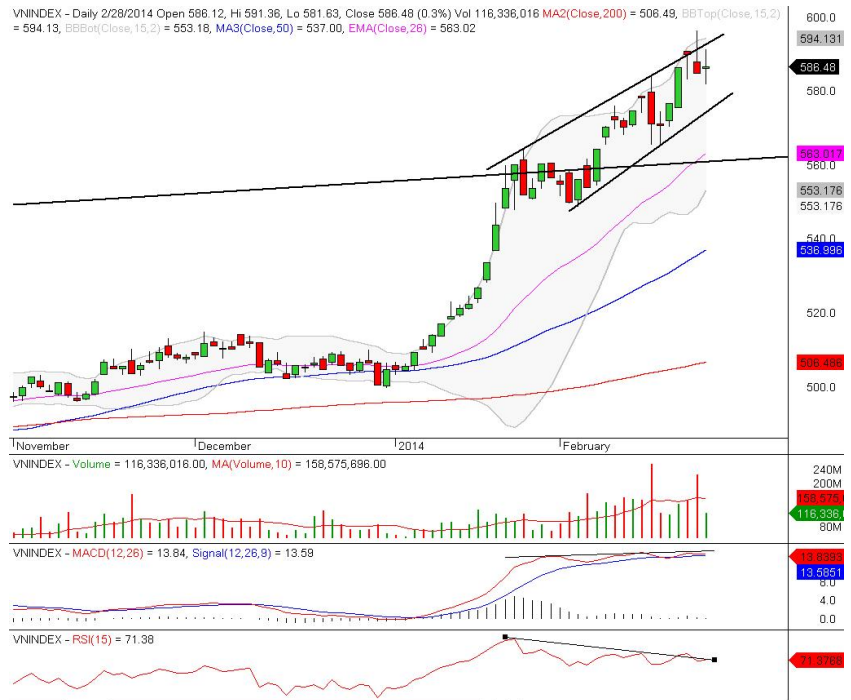 VNINDEX - Daily 2/28/2014 Open 586.12, Hi 591.36, Lo 581.63, Close 586.48 (0.3%) Vol 116,336,016 MA2(Close,200) = 506.49, BBTop(Close,15,2)
= 594.13, BBBot(Close,15,2) = 553.18, MA3(Close,50) = 537.00, EMA(Close,26) = 563.02
600.0
594.131
586.48
580.0
563.017
560.0
553.176
553.176
540.0
536.996
520.0
506.486
500.0
November December 2014 February
VNINDEX - Volume = 116,336,016.00, MA(Volume,10) = 158,575,696.00
240M
200M
158,575,
116,336,
80M
VNINDEX - MACD(12,26) = 13.84, Signal(12,26,9) = 13.59
13.8393
13.5851
8.0
4.0
0.0
VNINDEX - RSI(15) = 71.38
71.3788